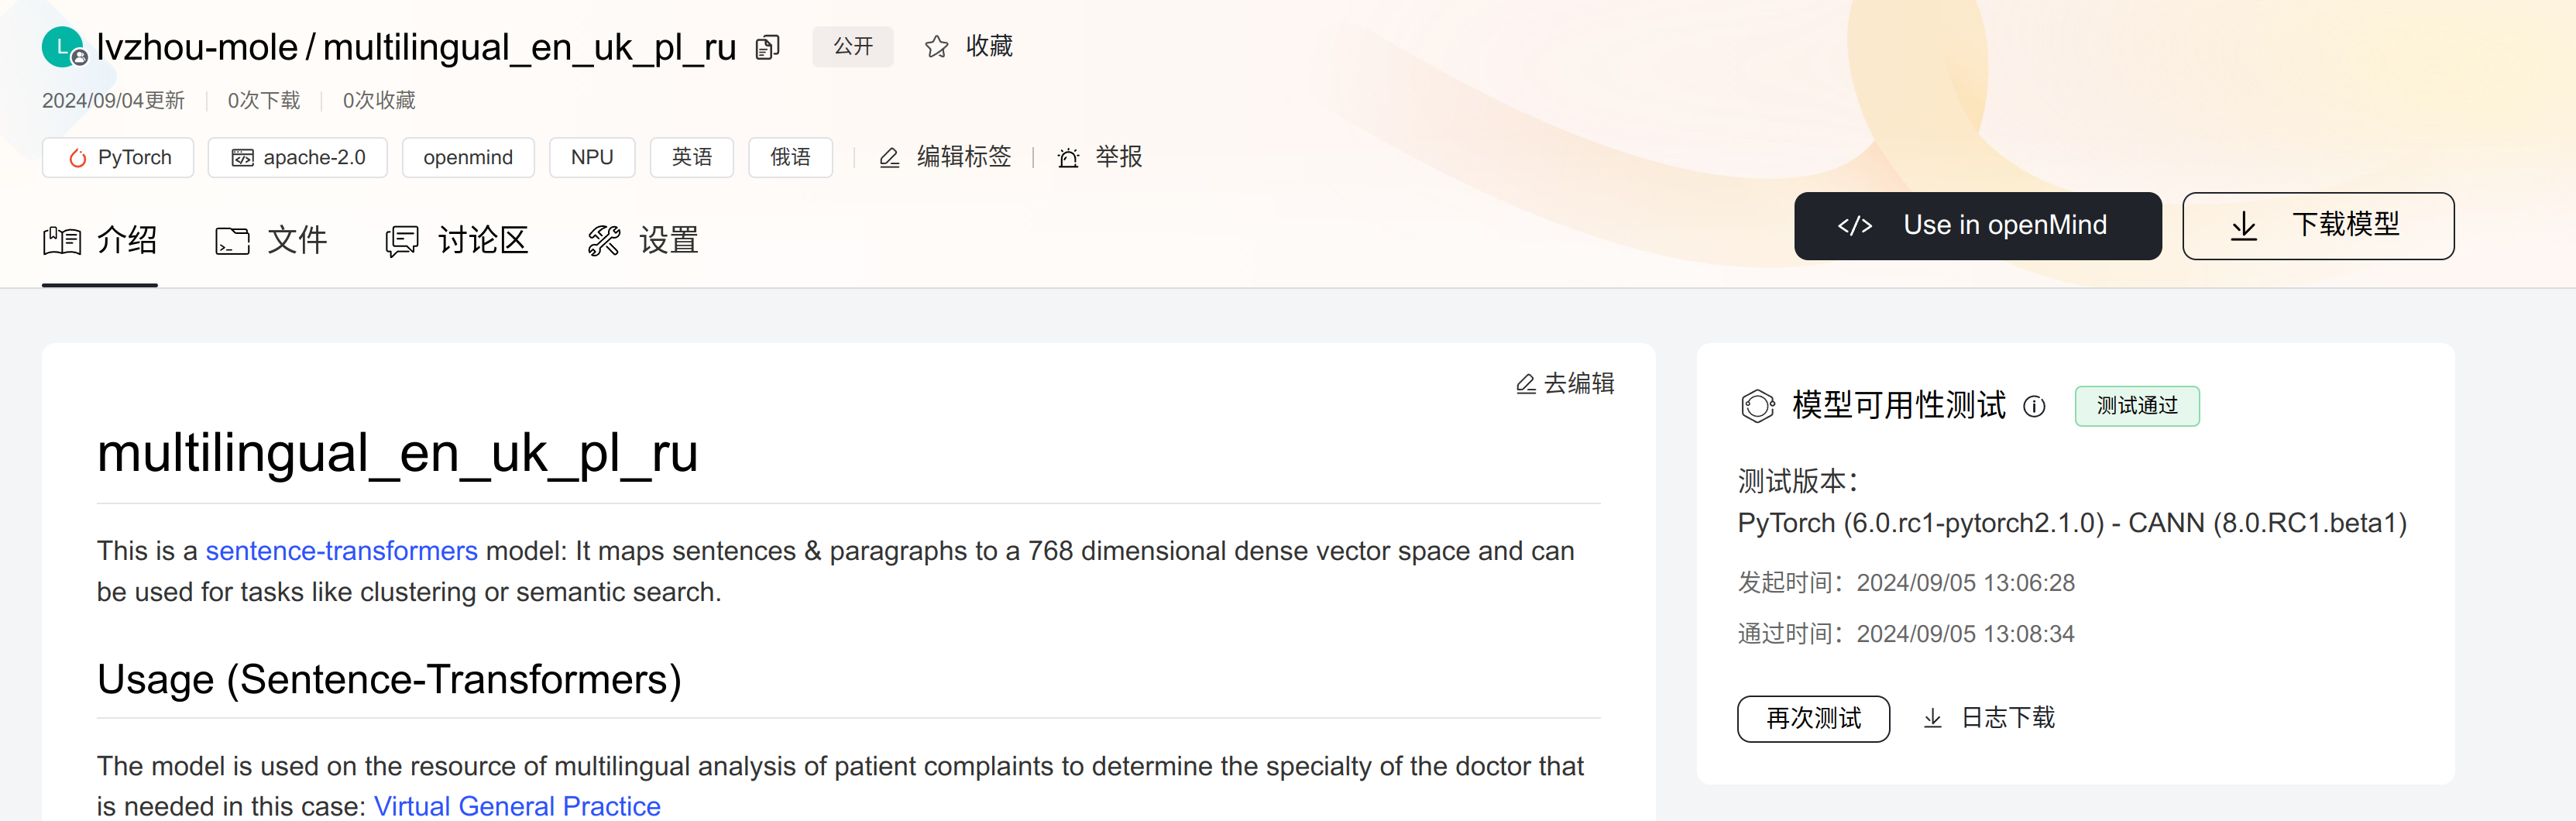 L lvzhou-mole / multilingual_en_uk_pl_ru 公开 收藏
2024/09/04更新 0次下载 0次收藏
PyTorch apache-2.0 openmind NPU 英语 俄语 编辑标签 举报
介绍 文件 讨论区 设置 </> Use in openMind 下载模型
去编辑
multilingual_en_uk_pl_ru
This is a sentence-transformers model: It maps sentences & paragraphs to a 768 dimensional dense vector space and can
be used for tasks like clustering or semantic search.
Usage (Sentence-Transformers)
The model is used on the resource of multilingual analysis of patient complaints to determine the specialty of the doctor that
is needed in this case: Virtual General Practice
模型可用性测试 测试通过
测试版本：
PyTorch (6.0.rc1-pytorch2.1.0) - CANN (8.0.RC1.beta1)
发起时间：2024/09/05 13:06:28
通过时间：2024/09/05 13:08:34
再次测试 日志下载